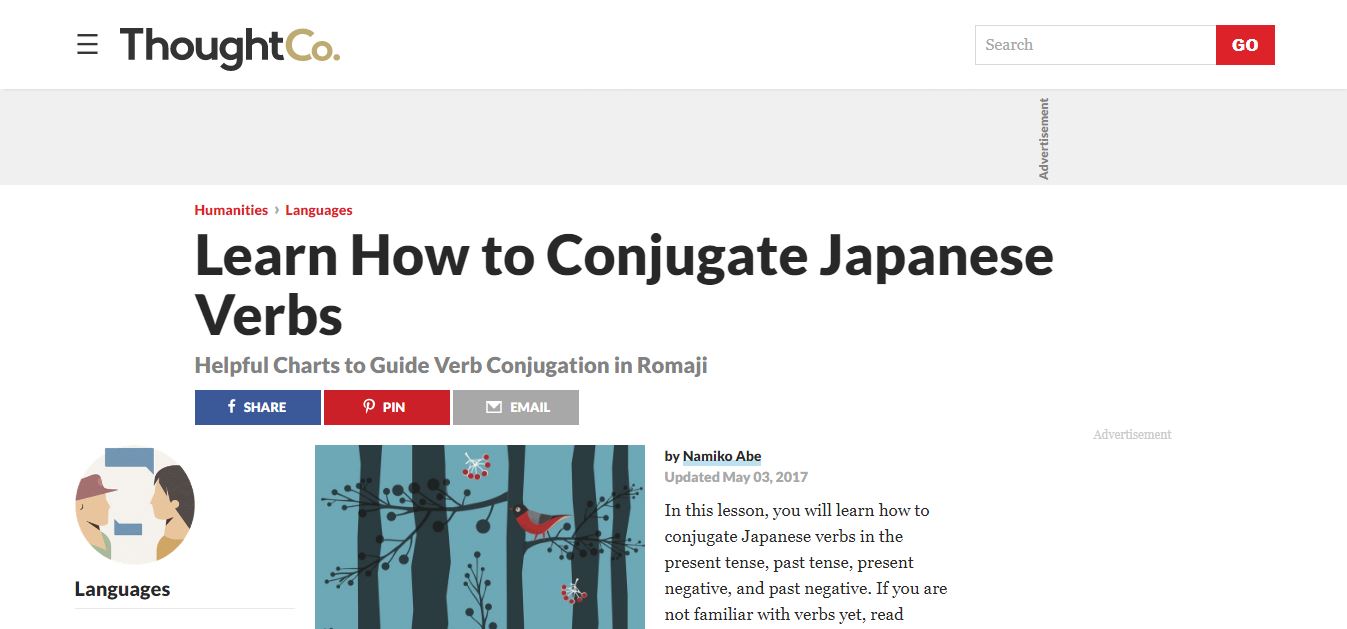 ThoughtCo.
Search
GO
Advertisement
Humanities › Languages
Learn How to Conjugate Japanese
Verbs
Helpful Charts to Guide Verb Conjugation in Romaji
SHARE
PIN
EMAIL
Advertisement
Languages
by Namiko Abe
Updated May 03, 2017
In this lesson, you will learn how to
conjugate Japanese verbs in the
present tense, past tense, present
negative, and past negative. If you are
not familiar with verbs yet, read